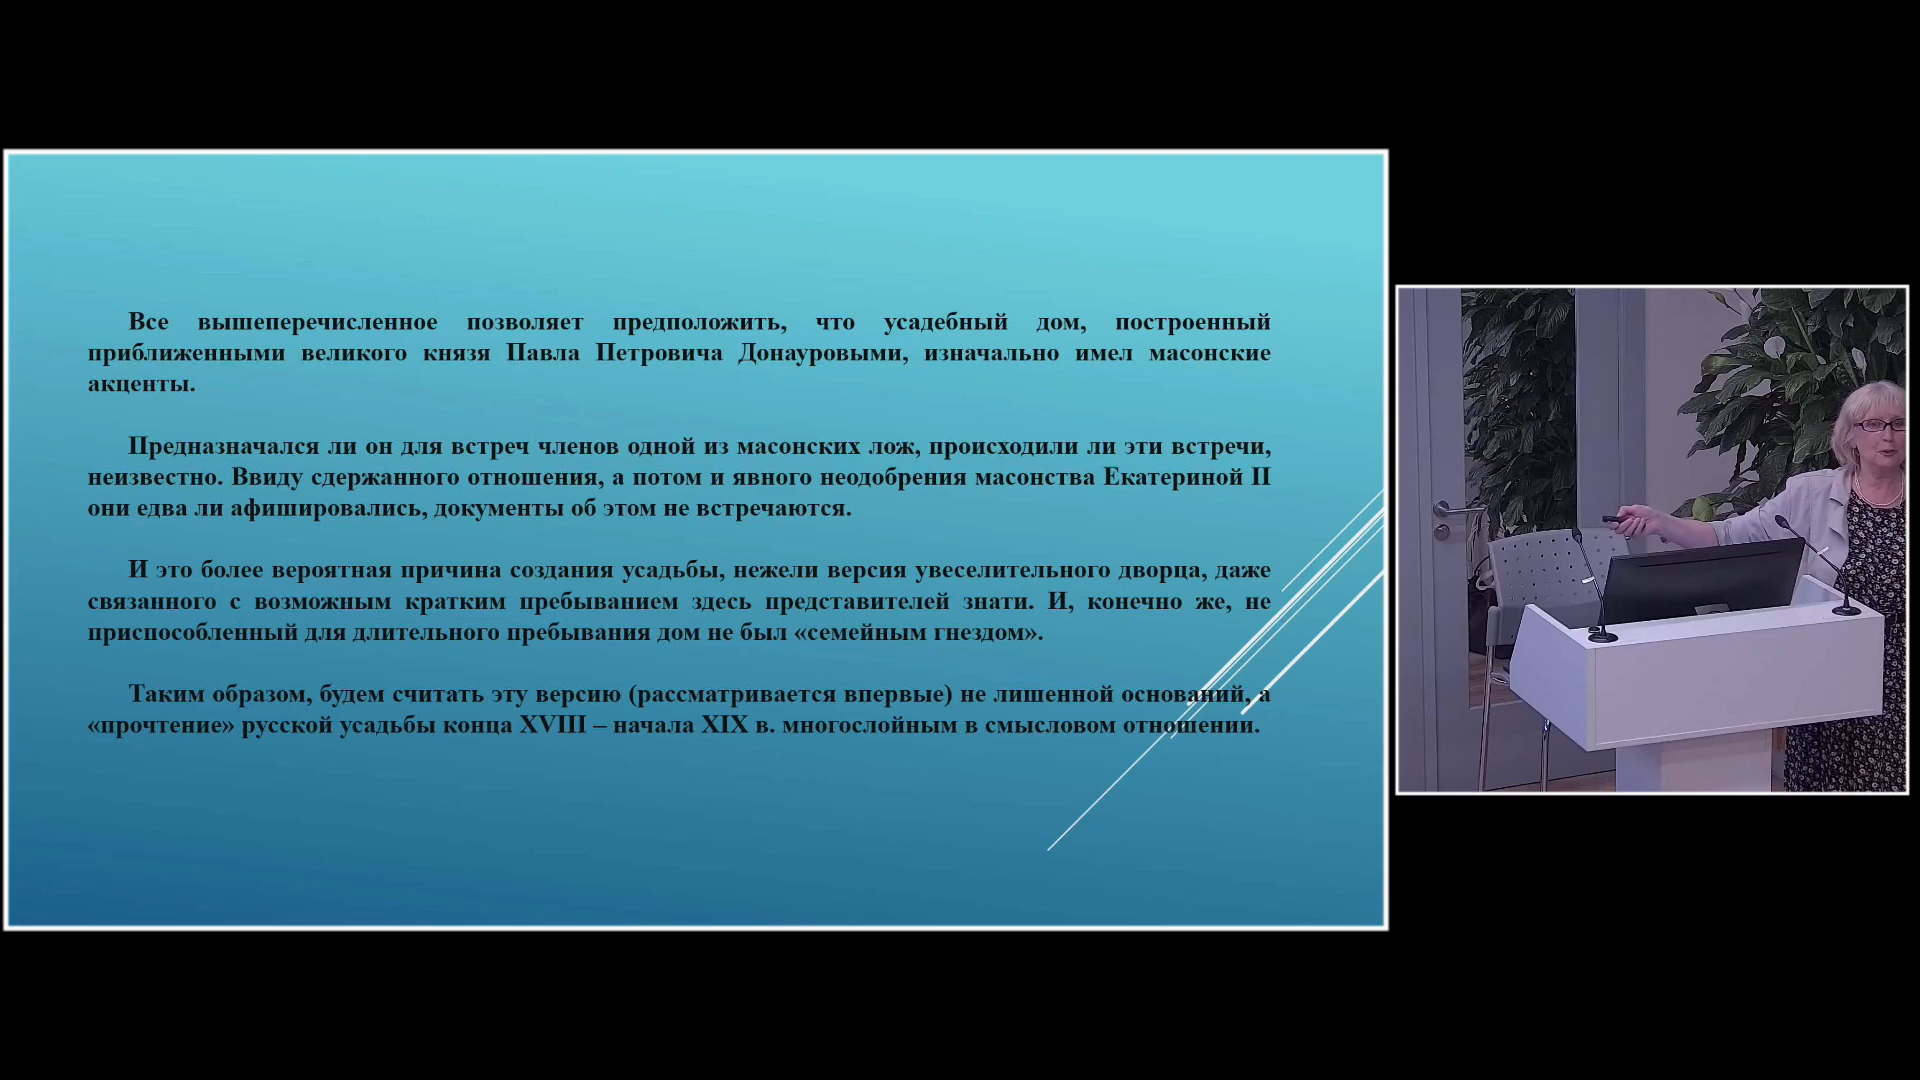 Все вышеперечисленное позволяет предположить, что усадебный дом, построенный
приближенными великого князя Павла Петровича Донауровыми, изначально имел масонские
акценты.
Предназначался ли он для встреч членов одной из масонских лож, происходили ли эти встречи,
неизвестно. Ввиду сдержанного отношения, а потом и явного неодобрения масонства Екатериной II
они едва ли афишировались, документы об этом не встречаются.
И это более вероятная причина создания усадьбы, нежели версия увеселительного дворца, даже
связанного с возможным кратким пребыванием здесь представителей знати. И, конечно же, не
приспособленный для длительного пребывания дом не был «семейным гнездом».
Таким образом, будем считать эту версию (рассматривается впервые) не лишенной оснований, а
«прочтение» русской усадьбы конца XVIII – начала XIX в. многослойным в смысловом отношении.